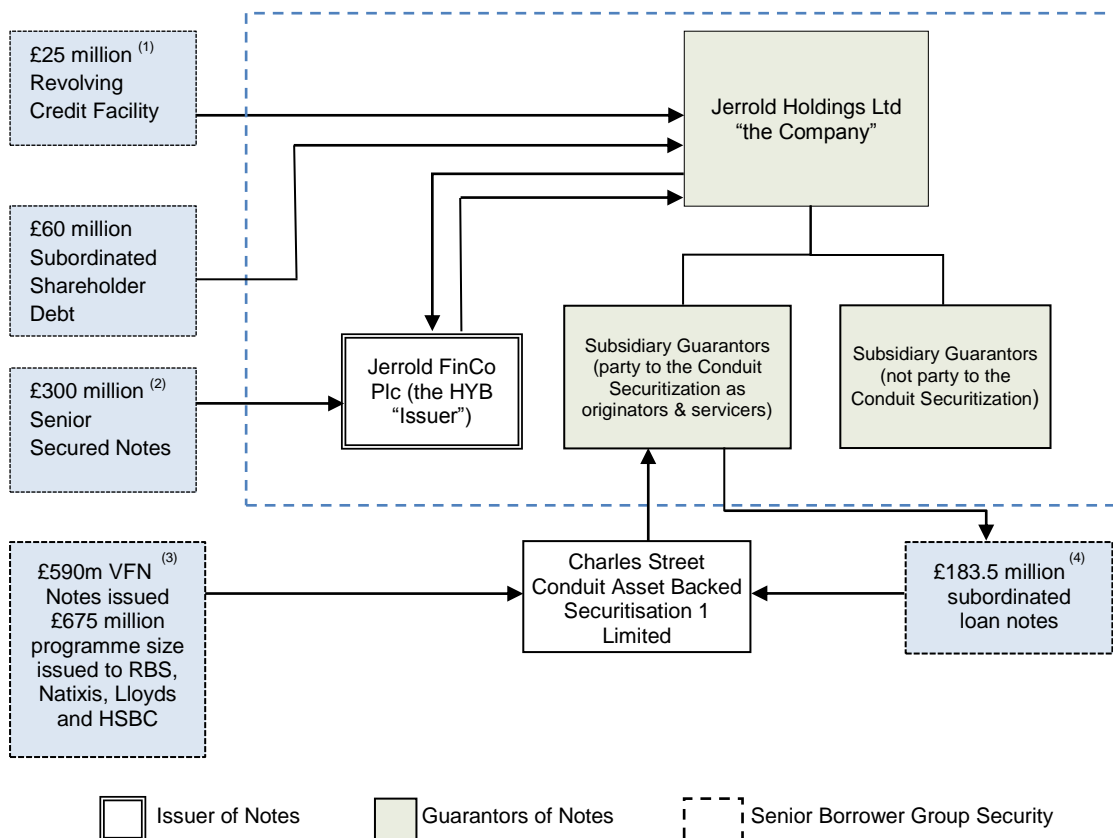 £25 million (1)
Revolving
Credit Facility
Jerrold Holdings Ltd
“the Company”
£60 million
Subordinated
Shareholder
Debt
£300 million (2)
Senior
Secured Notes
Jerrold FinCo
Plc (the HYB
“Issuer”)
Subsidiary Guarantors
(party to the Conduit
Securitization as
originators & servicers)
Subsidiary Guarantors
(not party to the
Conduit Securitization)
£590m VFN (3)
Notes issued
£675 million
programme size
issued to RBS,
Natixis, Lloyds
and HSBC
Charles Street
Conduit Asset Backed
Securitisation 1
Limited
£183.5 million (4)
subordinated
loan notes
Issuer of Notes
Guarantors of Notes
Senior Borrower Group Security